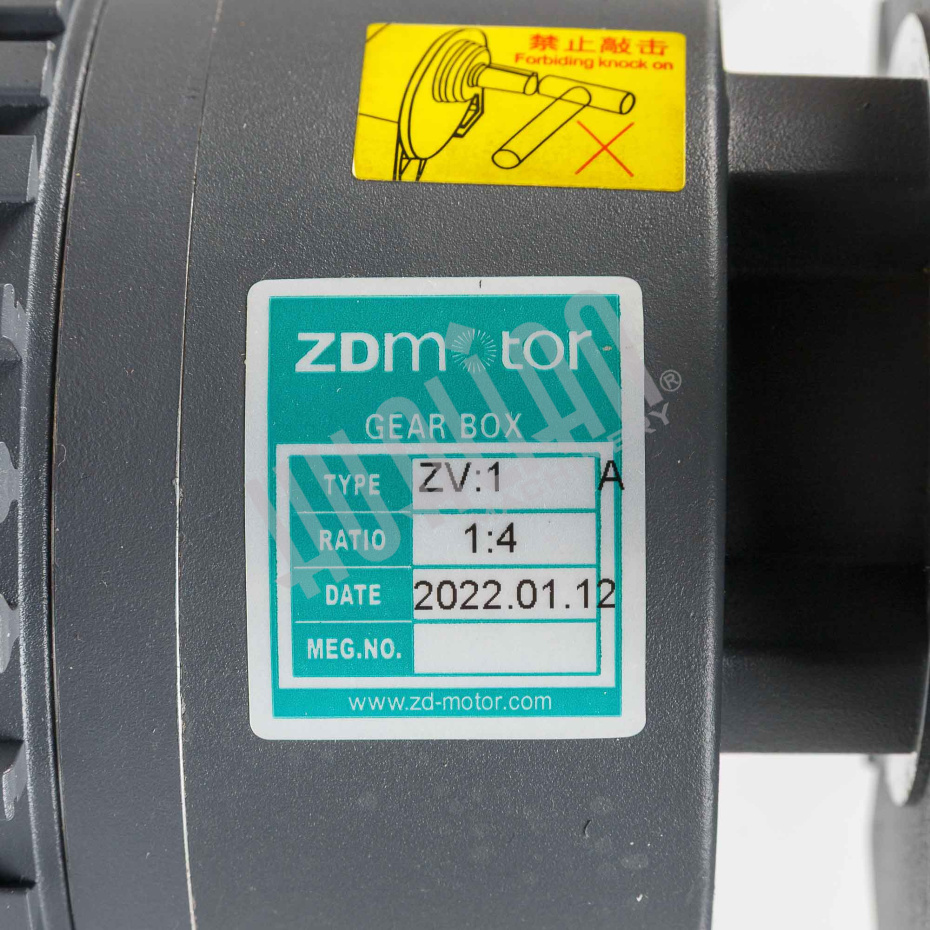 禁止敲击
Forbiding knock on
ZDmotor
GEAR BOX
TYPE ZV:1 A
RATIO 1:4
DATE 2022.01.12
MEG.NO.
www.zd-motor.com
®